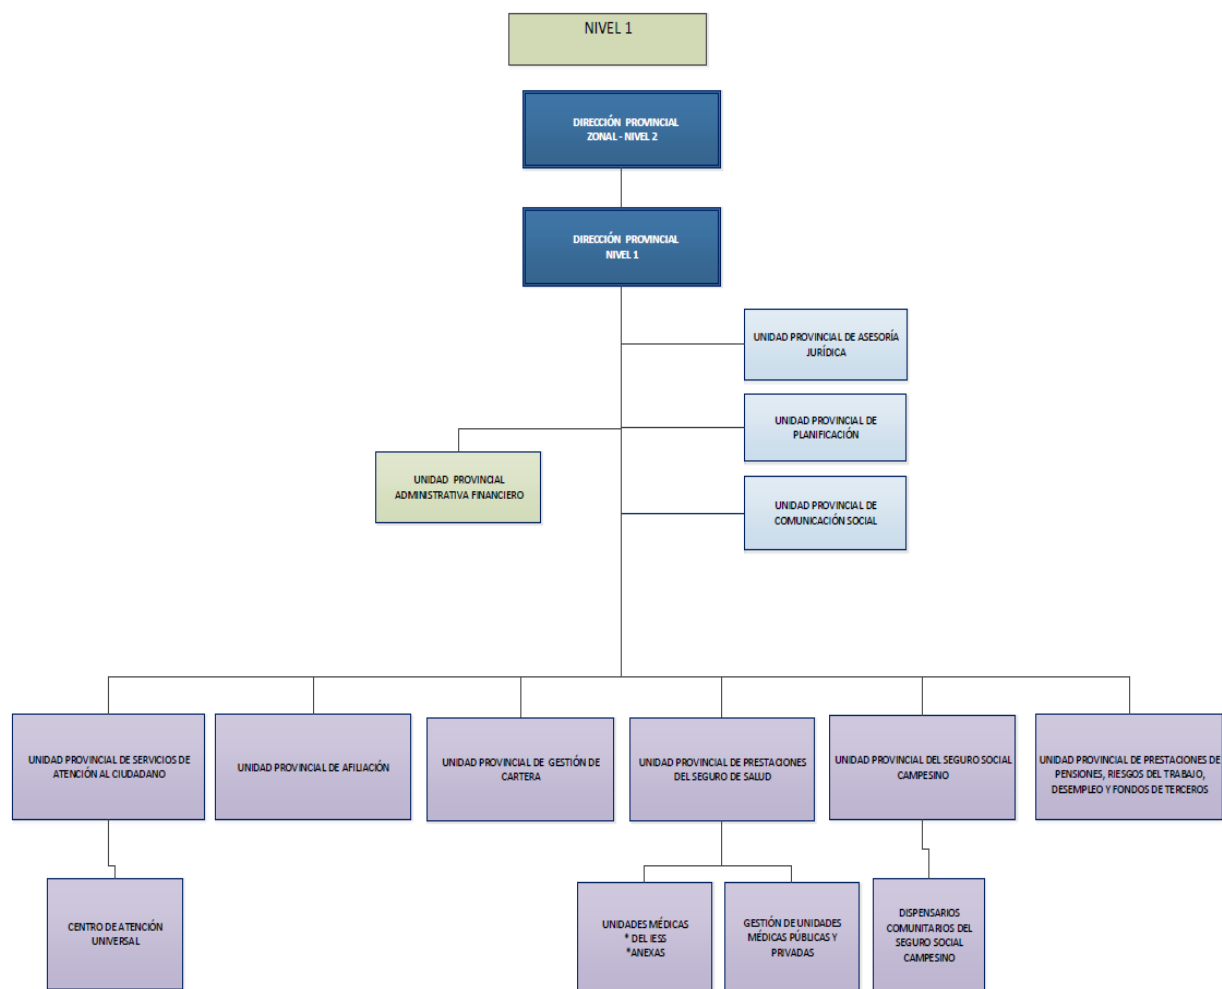 NIVEL 1
DIRECCIÓN PROVINCIAL
ZONAL - NIVEL 2
DIRECCIÓN PROVINCIAL
NIVEL 1
UNIDAD PROVINCIAL DE ASESORÍA
JURÍDICA
UNIDAD PROVINCIAL DE
PLANIFICACIÓN
UNIDAD PROVINCIAL
ADMINISTRATIVA FINANCIERO
UNIDAD PROVINCIAL DE
COMUNICACIÓN SOCIAL
UNIDAD PROVINCIAL DE SERVICIOS DE
ATENCIÓN AL CIUDADANO
UNIDAD PROVINCIAL DE AFILIACIÓN
UNIDAD PROVINCIAL DE GESTIÓN DE
CARTERA
UNIDAD PROVINCIAL DE PRESTACIONES
DEL SEGURO DE SALUD
UNIDAD PROVINCIAL DEL SEGURO SOCIAL
CAMPESINO
UNIDAD PROVINCIAL DE PRESTACIONES DE
PENSIONES, RIESGOS DEL TRABAJO,
DESEMPLEO Y FONDOS DE TERCEROS
CENTRO DE ATENCIÓN
UNIVERSAL
UNIDADES MÉDICAS
* DEL IESS
*ANEXAS
GESTIÓN DE UNIDADES
MÉDICAS PÚBLICAS Y
PRIVADAS
DISPENSARIOS
COMUNITARIOS DEL
SEGURO SOCIAL
CAMPESINO